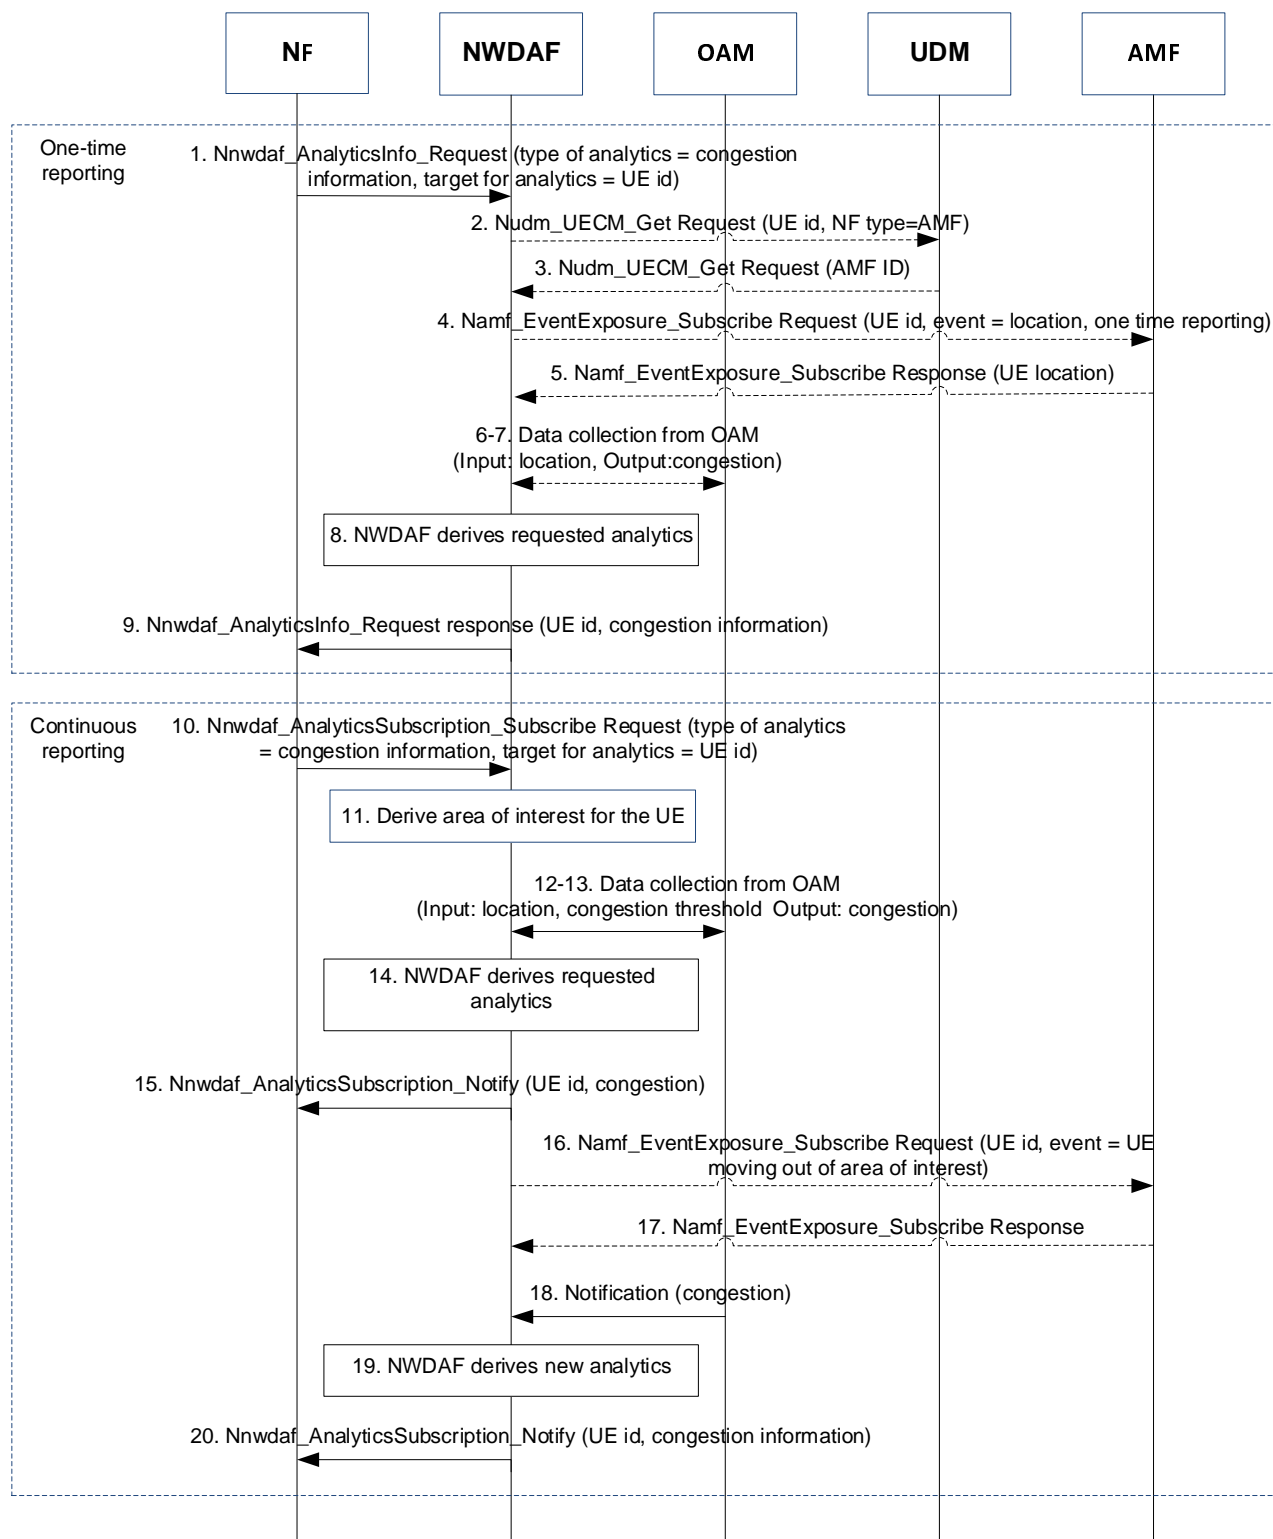 NF
NWDAF
OAM
UDM
AMF
One-time
reporting
1. Nnwdaf_AnalyticsInfo_Request (type of analytics = congestion
information, target for analytics = UE id)
2. Nudm_UECM_Get Request (UE id, NF type=AMF)
3. Nudm_UECM_Get Request (AMF ID)
4. Namf_EventExposure_Subscribe Request (UE id, event = location, one time reporting)
5. Namf_EventExposure_Subscribe Response (UE location)
6-7. Data collection from OAM
(Input: location, Output:congestion)
8. NWDAF derives requested analytics
9. Nnwdaf_AnalyticsInfo_Request response (UE id, congestion information)
Continuous
reporting
10. Nnwdaf_AnalyticsSubscription_Subscribe Request (type of analytics
= congestion information, target for analytics = UE id)
11. Derive area of interest for the UE
12-13. Data collection from OAM
(Input: location, congestion threshold  Output: congestion)
14. NWDAF derives requested
analytics
15. Nnwdaf_AnalyticsSubscription_Notify (UE id, congestion)
16. Namf_EventExposure_Subscribe Request (UE id, event = UE
moving out of area of interest)
17. Namf_EventExposure_Subscribe Response
18. Notification (congestion)
19. NWDAF derives new analytics
20. Nnwdaf_AnalyticsSubscription_Notify (UE id, congestion information)